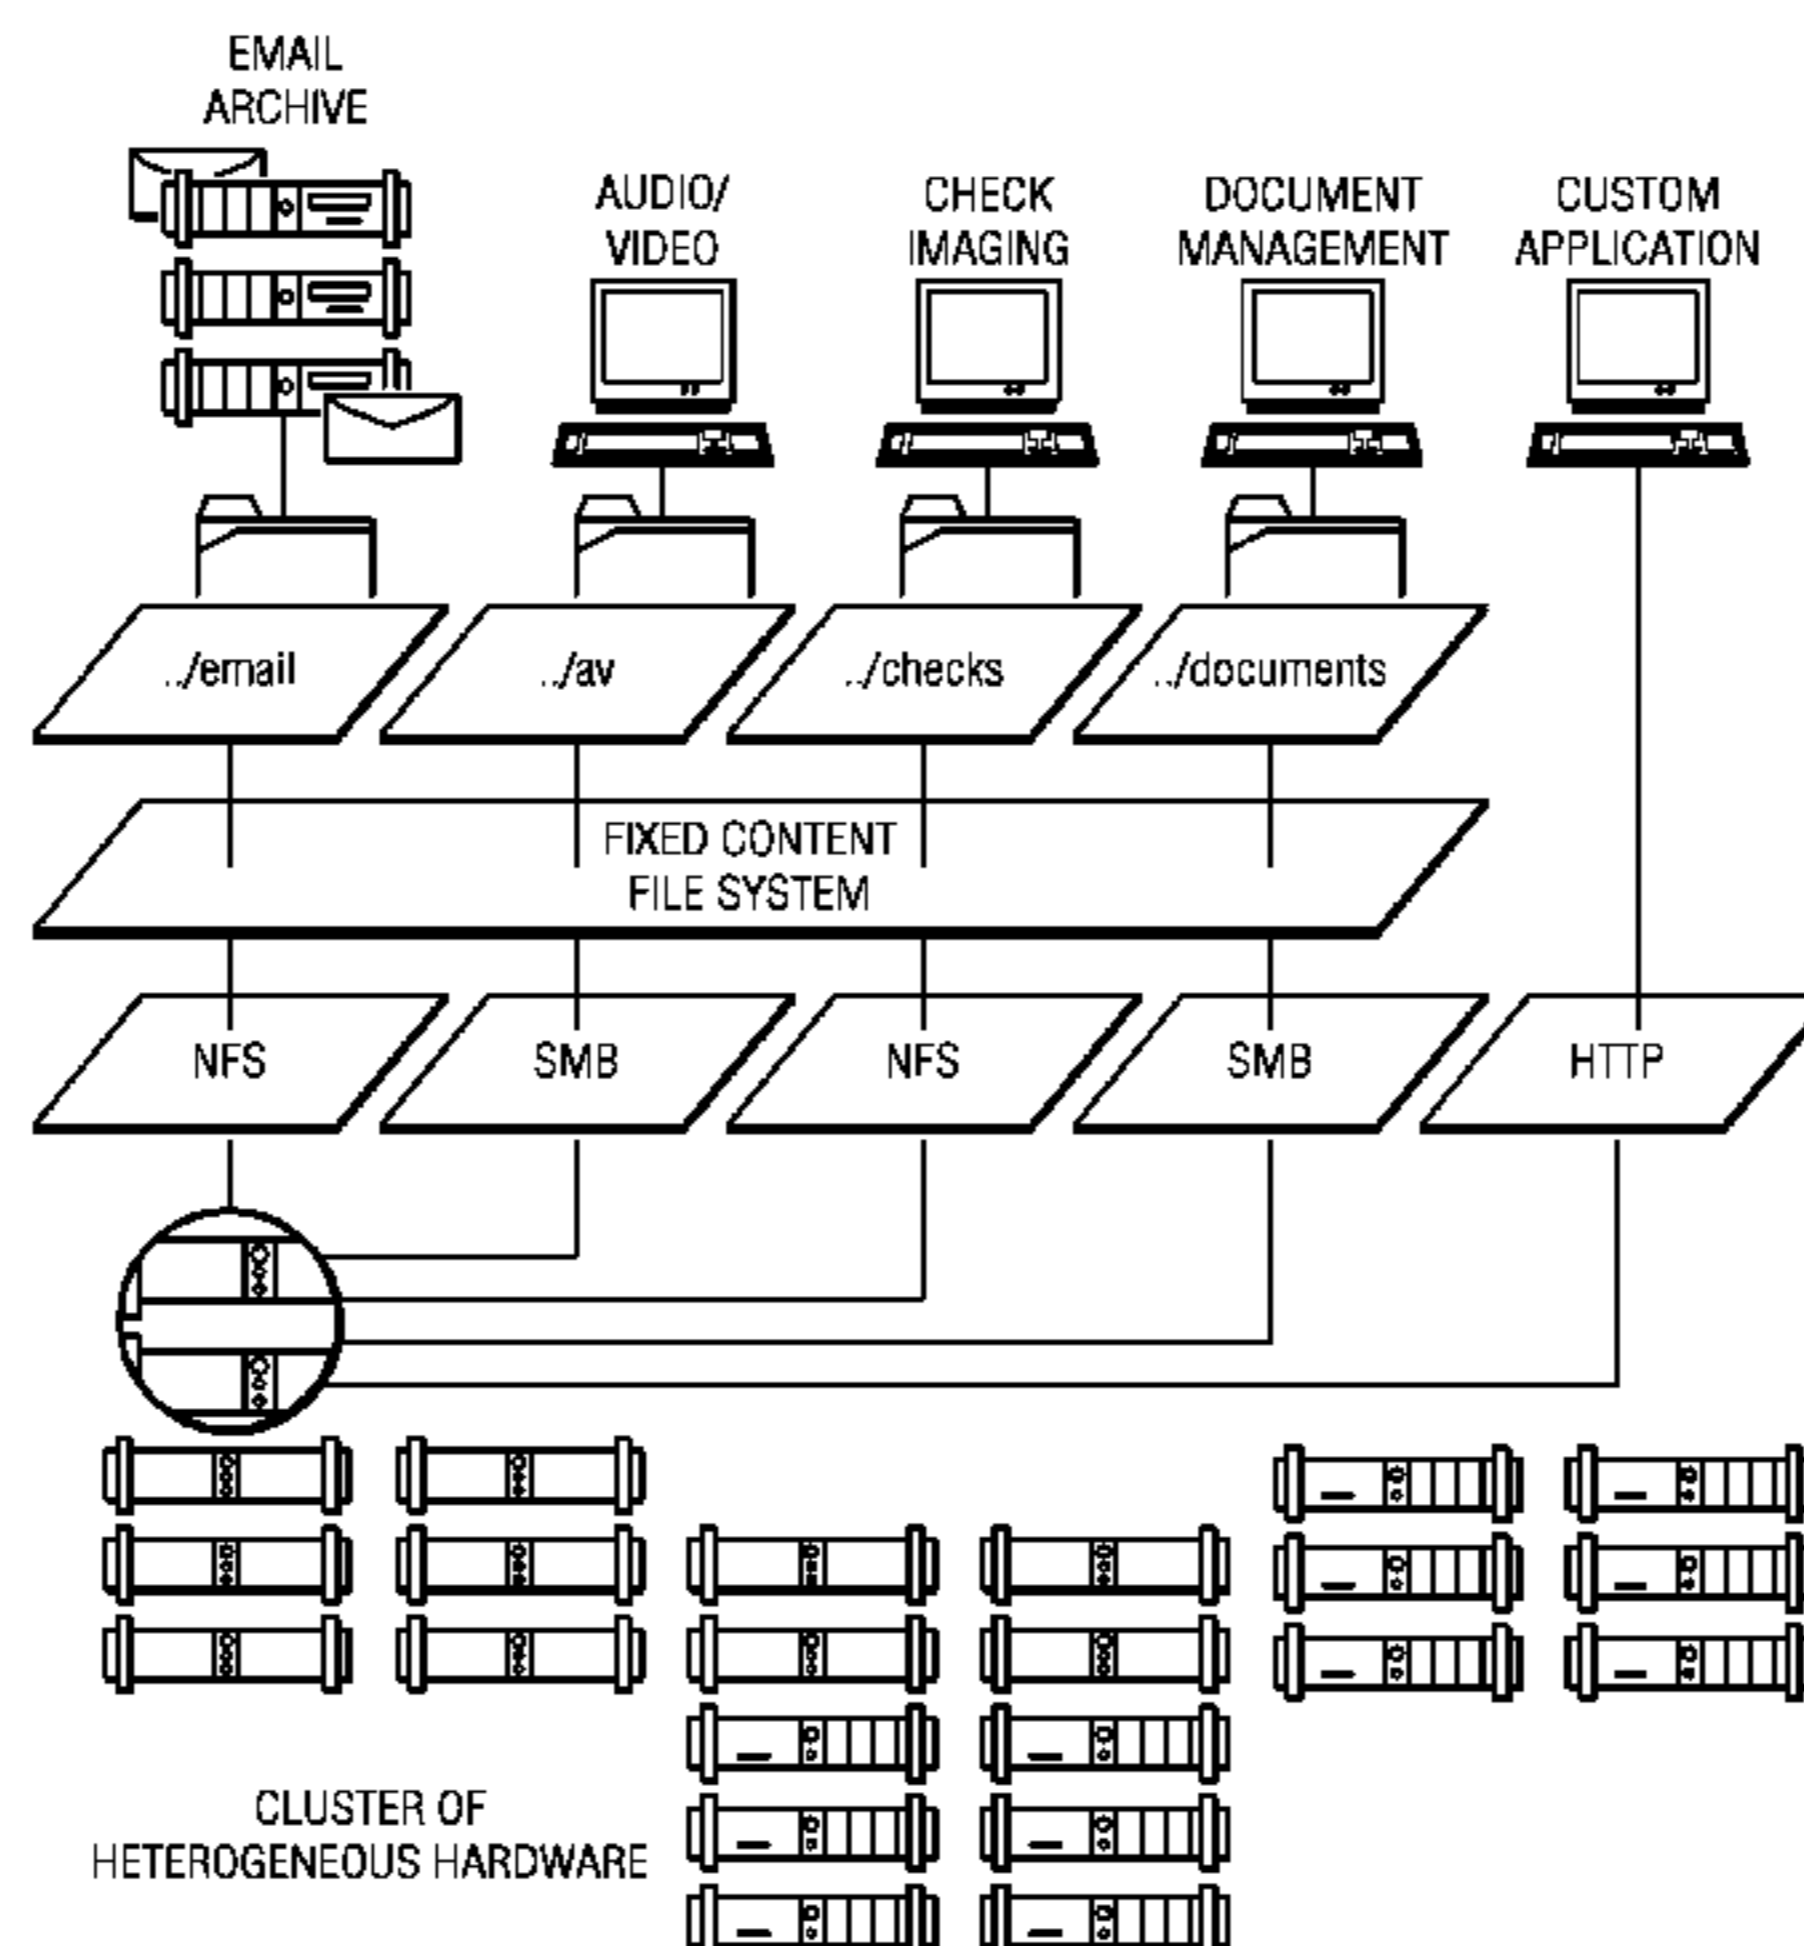 EMAIL
ARCHIVE
AUDIO/
VIDEO
CHECK
IMAGING
DOCUMENT
MANAGEMENT
CUSTOM
APPLICATION
../email
../av
../checks
../documents
FIXED CONTENT
FILE SYSTEM
NFS
SMB
NFS
SMB
HTTP
CLUSTER OF
HETEROGENEOUS HARDWARE